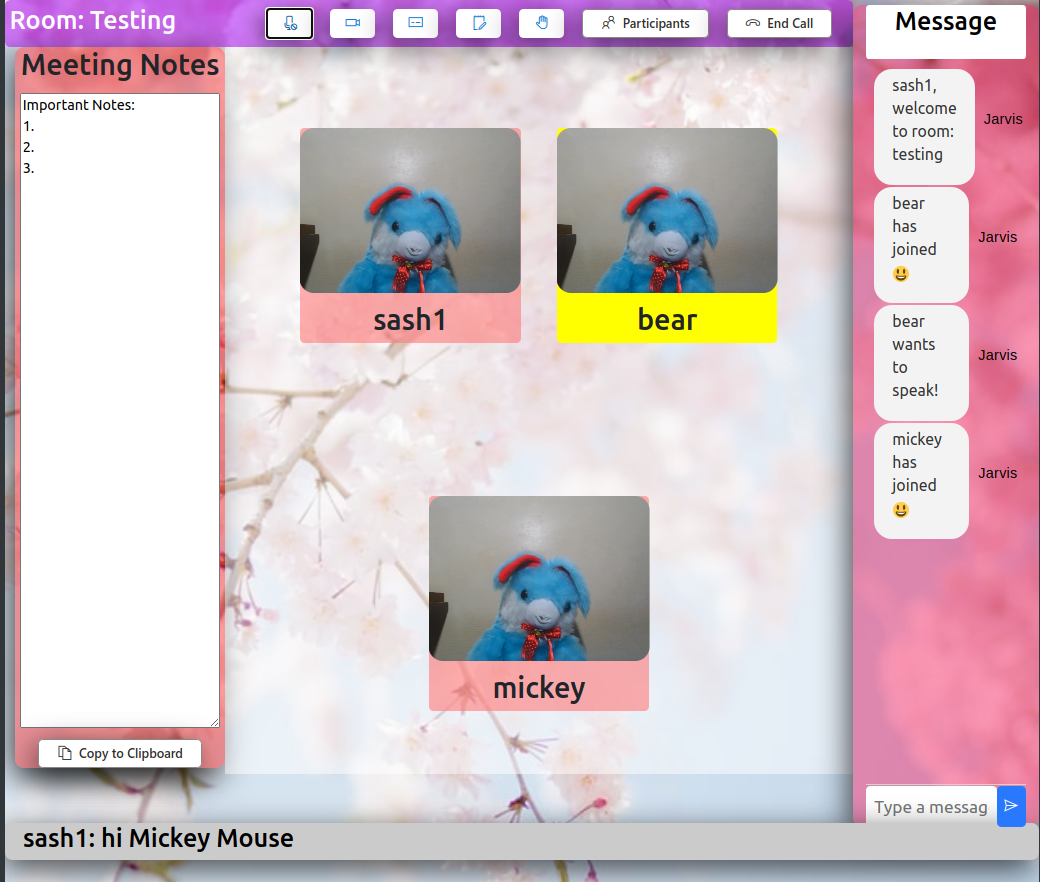 Room: Testing
Participants
End Call
Message
Meeting Notes
Important Notes:
1.
2.
3.
Copy to Clipboard
sash1
bear
mickey
sash1,
welcome
to room:
testing
Jarvis
bear
has
joined
😃
Jarvis
bear
wants
to
speak!
Jarvis
mickey
has
joined
😃
Jarvis
Type a messag
sash1: hi Mickey Mouse